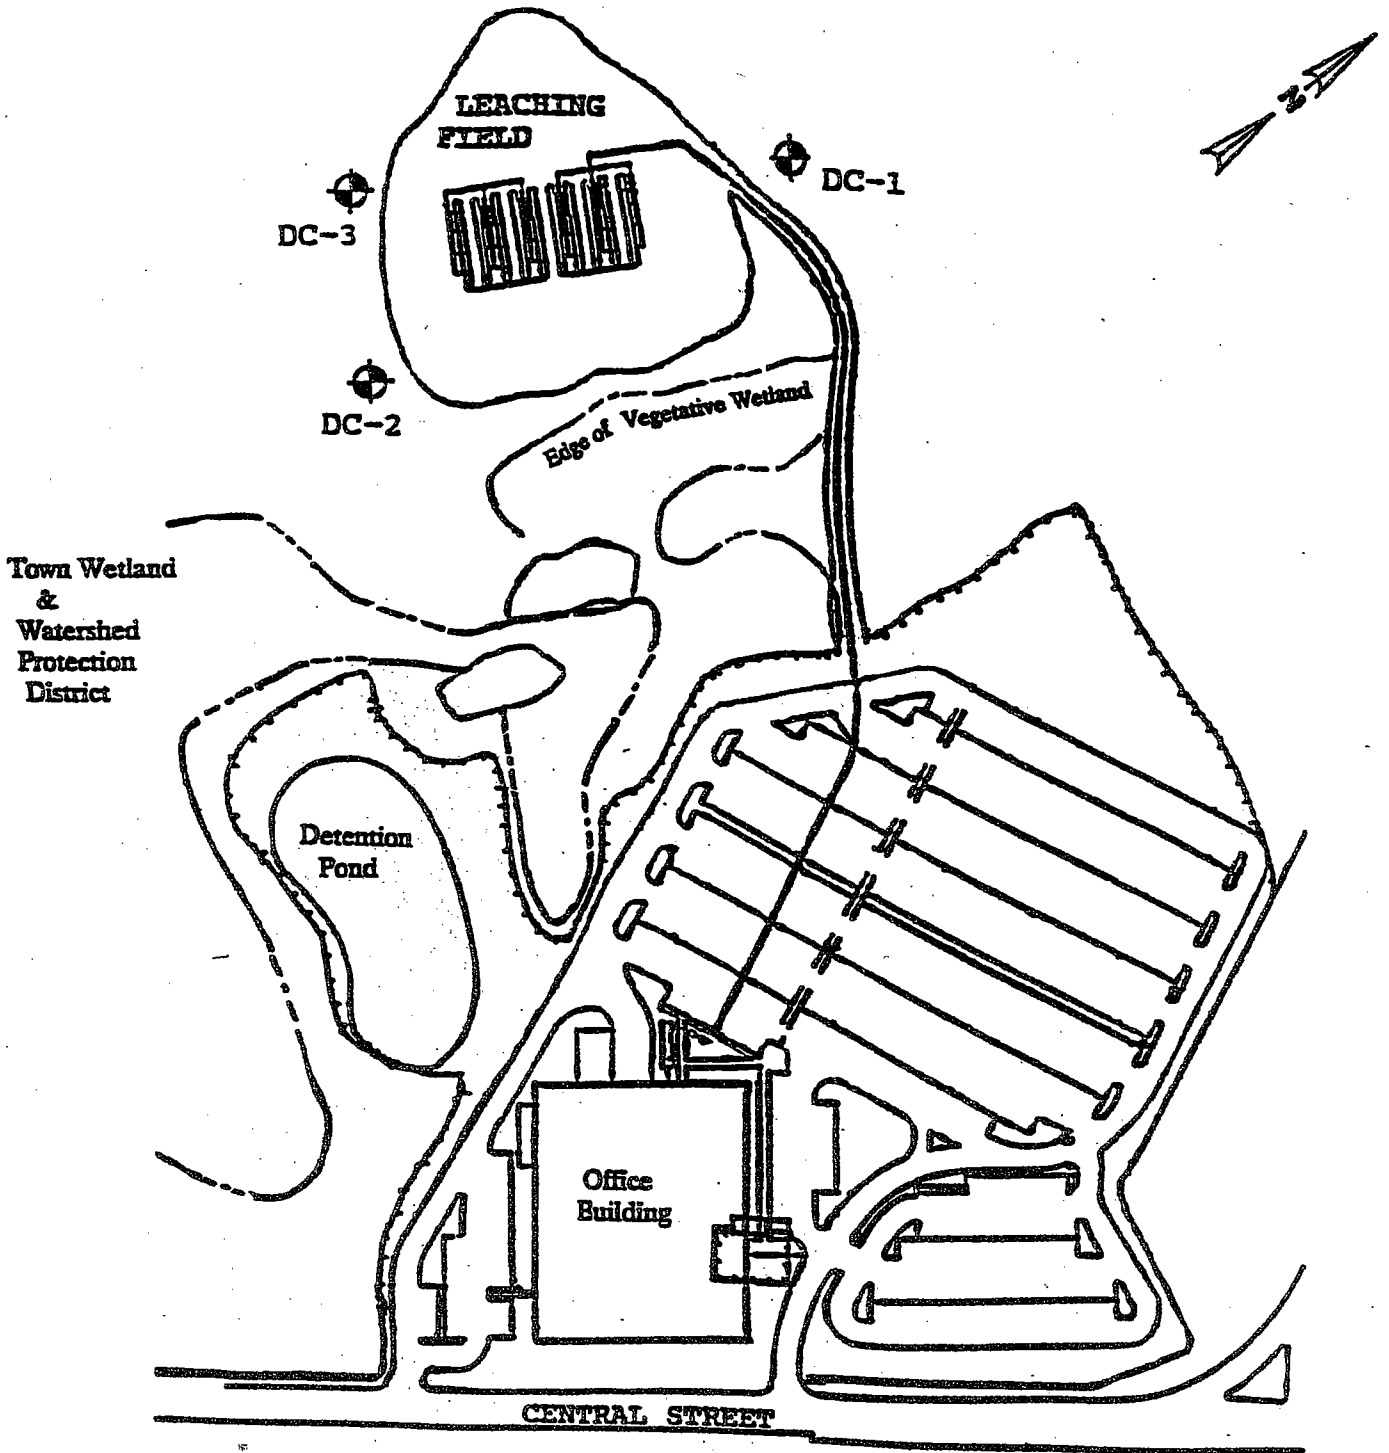 LEACHING
FIELD
N
DC-1
DC-3
DC-2
Edge of Vegetative Wetland
Town Wetland
&
Watershed
Protection
District
Detention
Pond
Office
Building
CENTRAL STREET